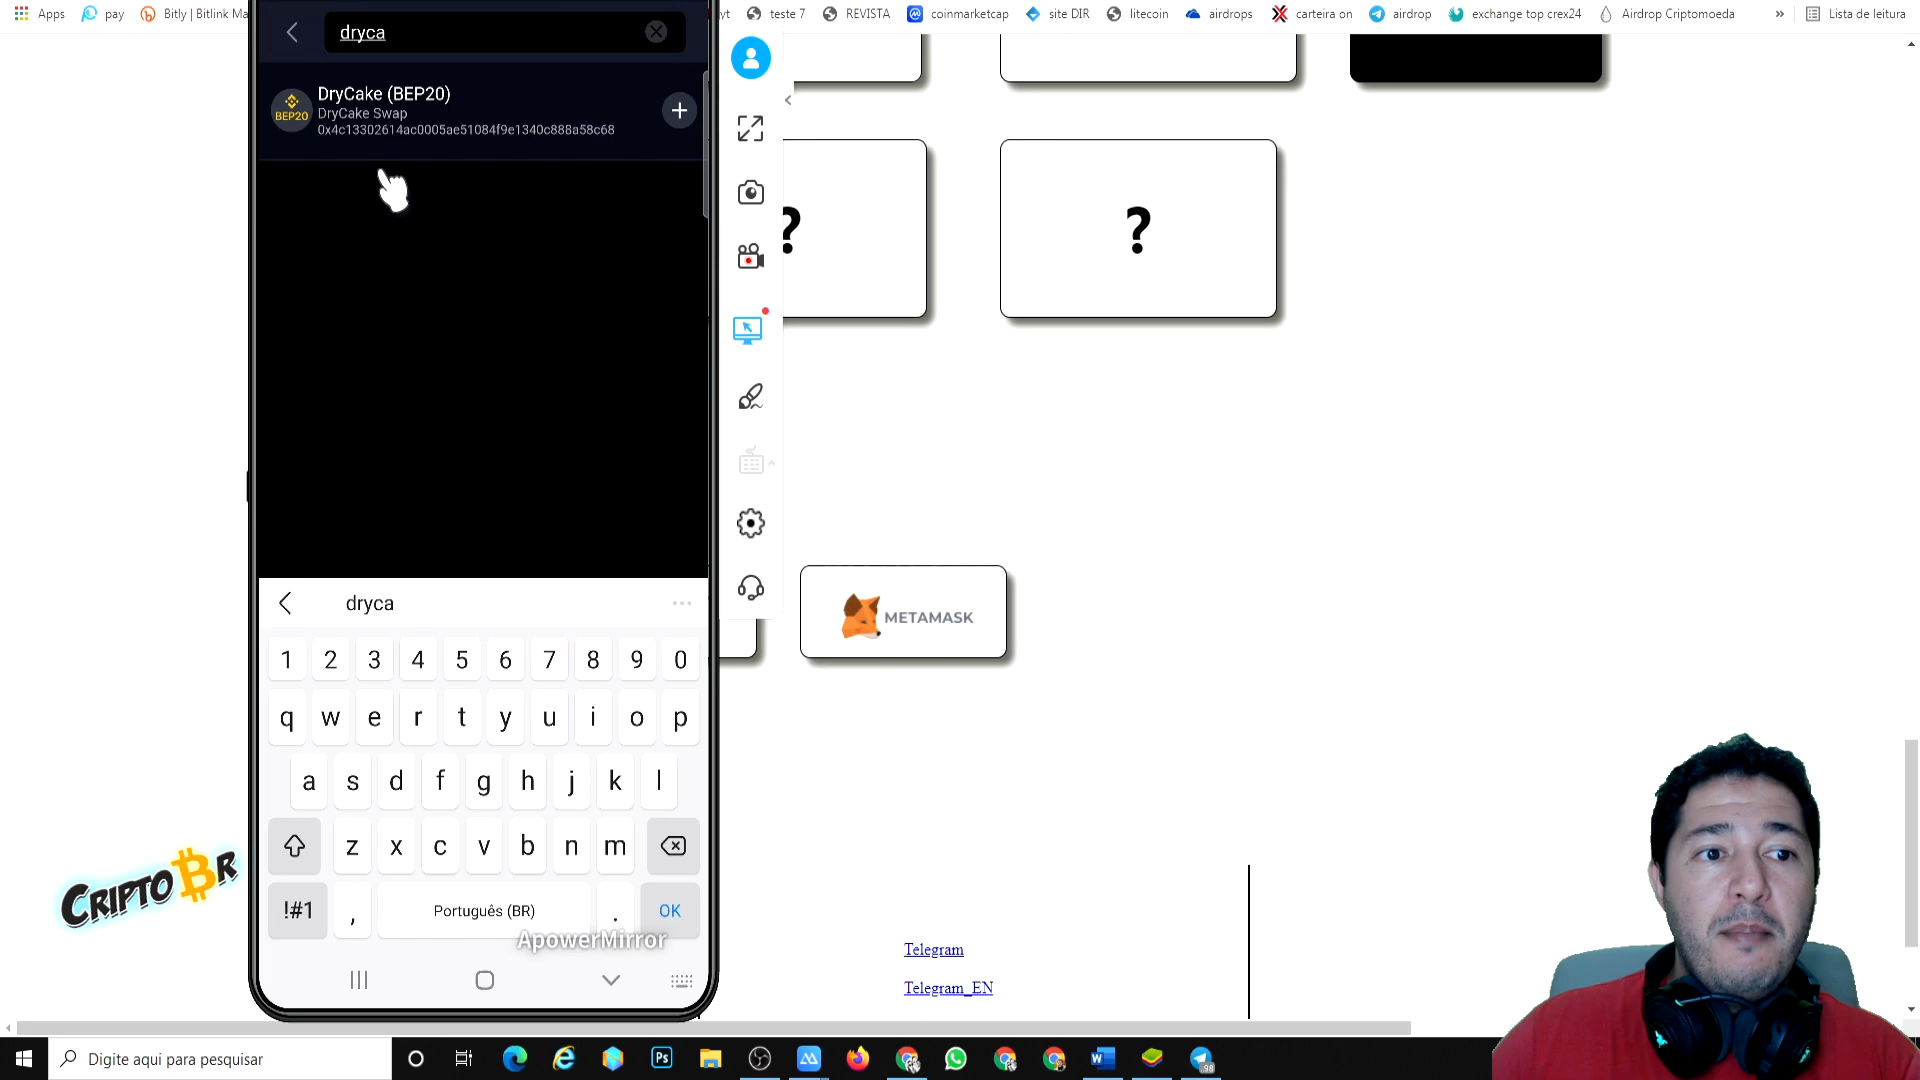 Apps
pay
Bitly | Bitlink Ma
yt
teste 7
REVISTA
coinmarketcap
site DIR
litecoin
airdrops
carteira on
airdrop
exchange top crex24
Airdrop Criptomoeda
»
Lista de leitura
dryca
DryCake (BEP20)
BEP20
DryCake Swap
0x4c13302614ac0005ae51084f9e1340c888a58c68
?
?
METAMASK
dryca
1 2 3 4 5 6 7 8 9 0
q w e r t y u i o p
a s d f g h j k l
z x c v b n m
!#1 , Português (BR) . OK
ApowerMirror
CRIPTO BR
Telegram
Telegram_EN
Digite aqui para pesquisar
Ps
98